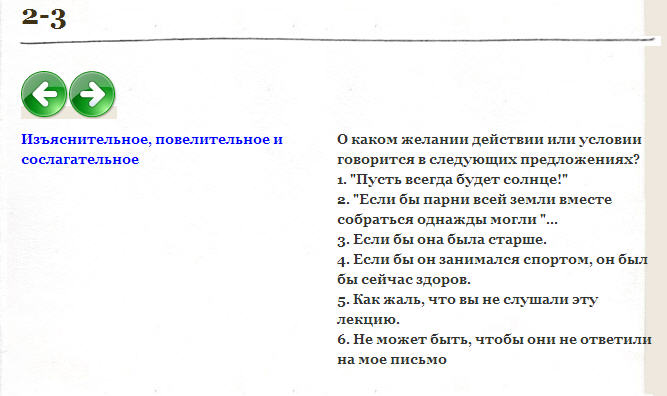 2-3
Изъяснительное, повелительное и
сослагательное
О каком желании действии или условии
говорится в следующих предложениях?
1. "Пусть всегда будет солнце!"
2. "Если бы парни всей земли вместе
собраться однажды могли "...
3. Если бы она была старше.
4. Если бы он занимался спортом, он был
бы сейчас здоров.
5. Как жаль, что вы не слушали эту
лекцию.
6. Не может быть, чтобы они не ответили
на мое письмо